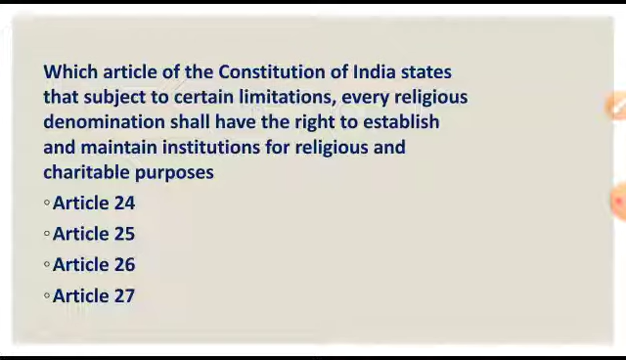 Which article of the Constitution of India states
that subject to certain limitations, every religious
denomination shall have the right to establish
and maintain institutions for religious and
charitable purposes
◦Article 24
◦Article 25
◦Article 26
◦Article 27